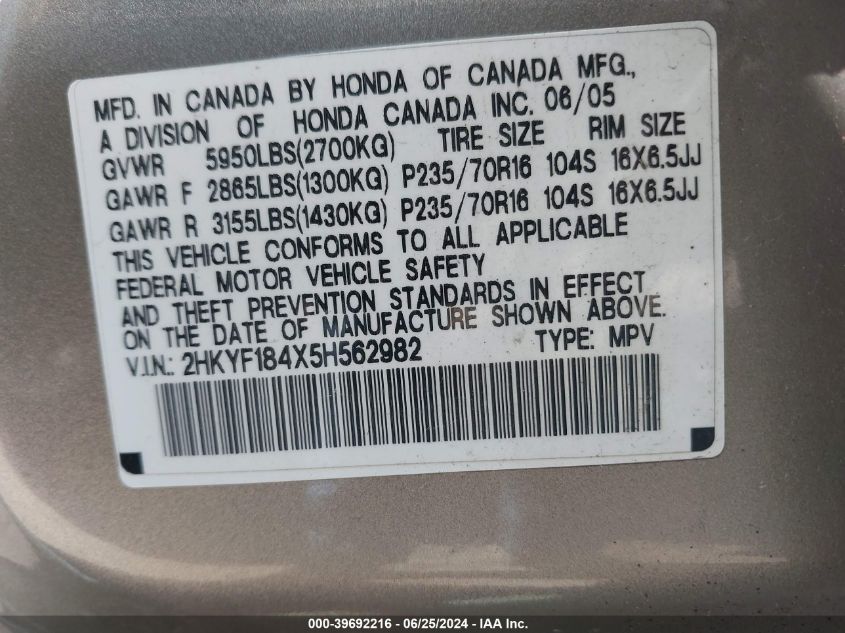 MFD. IN CANADA BY HONDA OF CANADA MFG.,
A DIVISION OF HONDA CANADA INC. 06/05
GVWR 5950LBS(2700KG) TIRE SIZE RIM SIZE
GAWR F 2865LBS(1300KG) P235/70R16 104S 16X6.5JJ
GAWR R 3155LBS(1430KG) P235/70R16 104S 16X6.5JJ
THIS VEHICLE CONFORMS TO ALL APPLICABLE
FEDERAL MOTOR VEHICLE SAFETY
AND THEFT PREVENTION STANDARDS IN EFFECT
ON THE DATE OF MANUFACTURE SHOWN ABOVE.
V.I.N.: 2HKYF184X5H562982 TYPE: MPV
000-39692216 - 06/25/2024 - IAA Inc.